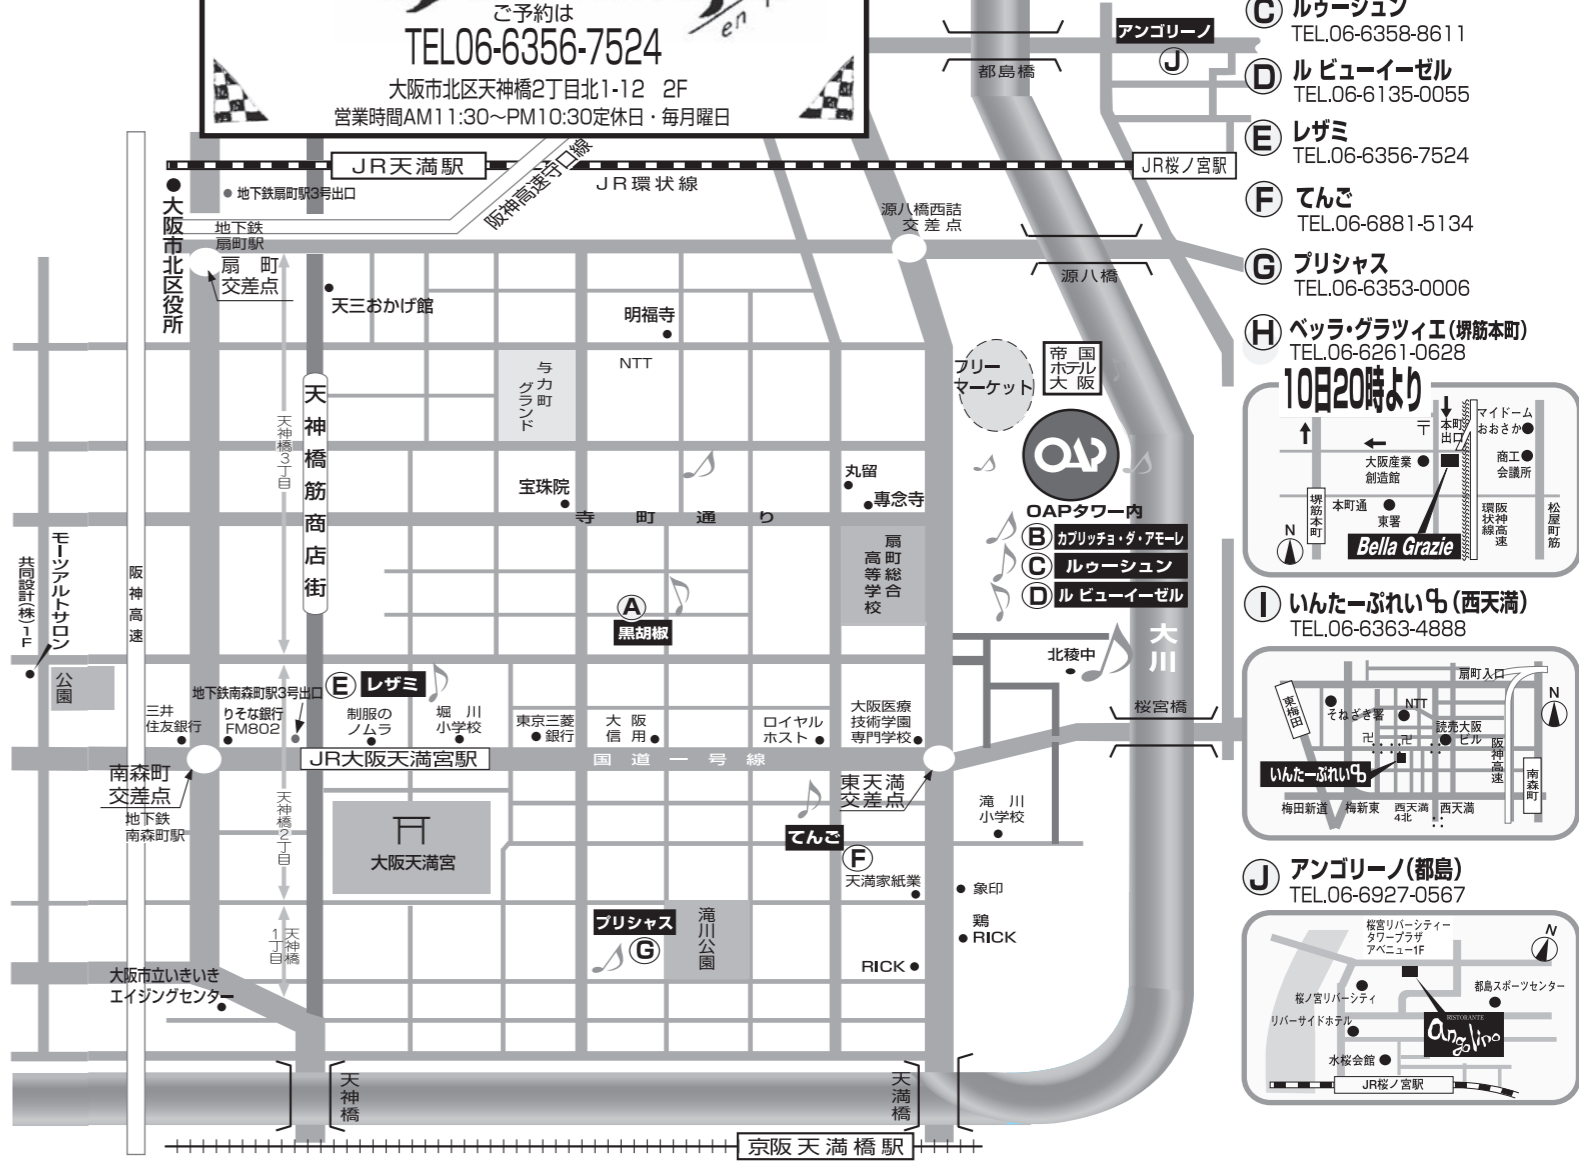 ご予約は
en
TEL06-6356-7524
大阪市北区天神橋2丁目北1-12 2F
営業時間AM11:30〜PM10:30定休日・毎月曜日
アンゴリーノ
J
都島橋
JR天満駅
JR環状線
JR桜ノ宮駅
阪神高速守口線
大阪市北区役所
地下鉄扇町駅3号出口
地下鉄
扇町駅
扇町
交差点
源八橋西詰
交差点
源八橋
天三おかげ館
明福寺
NTT
与力町
グランド
フリー
マーケット
帝国
ホテル
大阪
OAP
OAPタワー内
B カプリッチョ・ダ・アモーレ
C ルゥーシュン
D ル ビューイーゼル
天神橋3丁目
天神橋筋商店街
宝珠院
丸留
專念寺
寺町通り
扇町総合
高等学校
モーツアルトサロン
共同設計(株)1F
阪神高速
A
黒胡椒
大川
北稜中
桜宮橋
公園
地下鉄南森町駅3号出口
E レザミ
三井
住友銀行
りそな銀行
FM802
制服の
ノムラ
堀川
小学校
東京三菱
銀行
大阪
信用
ロイヤル
ホスト
大阪医療
技術学園
専門学校
JR大阪天満宮駅
国道一号線
南森町
交差点
地下鉄
南森町駅
天神橋2丁目
東天満
交差点
滝川
小学校
大阪天満宮
てんご
F
天満家紙業
象印
鶏
RICK
プリシャス
G
滝川公園
RICK
天神橋
1丁目
大阪市立いきいき
エイジングセンター
天神橋
天満橋
京阪天満橋駅
C ルゥーシュン
TEL.06-6358-8611
D ル ビューイーゼル
TEL.06-6135-0055
E レザミ
TEL.06-6356-7524
F てんご
TEL.06-6881-5134
G プリシャス
TEL.06-6353-0006
H ベッラ・グラツィエ(堺筋本町)
TEL.06-6261-0628
10日20時より
〒
本町
出口
マイドーム
おおさか
大阪産業
創造館
商工
会議所
堺筋本町
本町通
東署
阪神高速
環状線
松屋町筋
N
Bella Grazie
I いんたーぷれい (西天満)
TEL.06-6363-4888
扇町入口
東梅田
そねざき署
NTT
読売大阪
ビル
卍
卍
N
阪神高速
南森町
いんたーぷれい
梅田新道
梅新東
西天満
4北
西天満
J アンゴリーノ(都島)
TEL.06-6927-0567
桜宮リバーシティー
タワープラザ
アベニュー1F
N
桜ノ宮リバーシティ
都島スポーツセンター
リバーサイドホテル
RISTORANTE
angolino
水桜会館
JR桜ノ宮駅